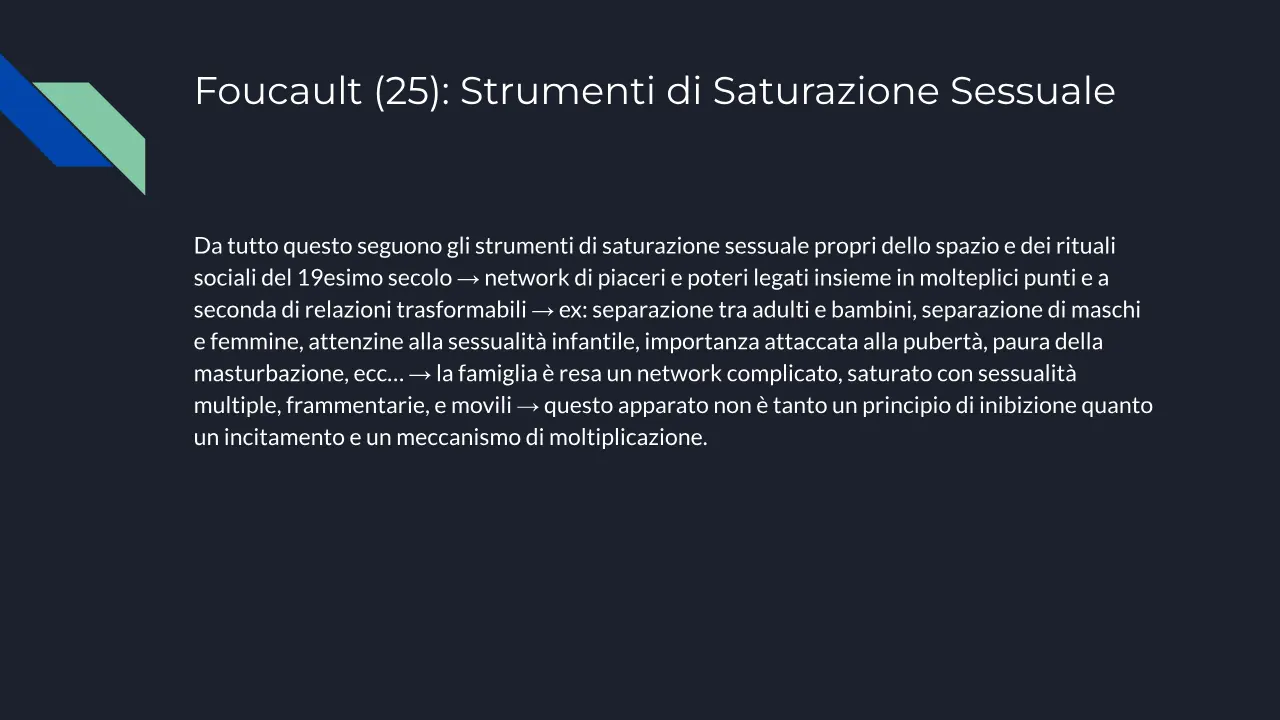 Foucault (25): Strumenti di Saturazione Sessuale
Da tutto questo seguono gli strumenti di saturazione sessuale propri dello spazio e dei rituali
sociali del 19esimo secolo → network di piaceri e poteri legati insieme in molteplici punti e a
seconda di relazioni trasformabili → ex: separazione tra adulti e bambini, separazione di maschi
e femmine, attenzine alla sessualità infantile, importanza attaccata alla pubertà, paura della
masturbazione, ecc… → la famiglia è resa un network complicato, saturato con sessualità
multiple, frammentarie, e movili → questo apparato non è tanto un principio di inibizione quanto
un incitamento e un meccanismo di moltiplicazione.